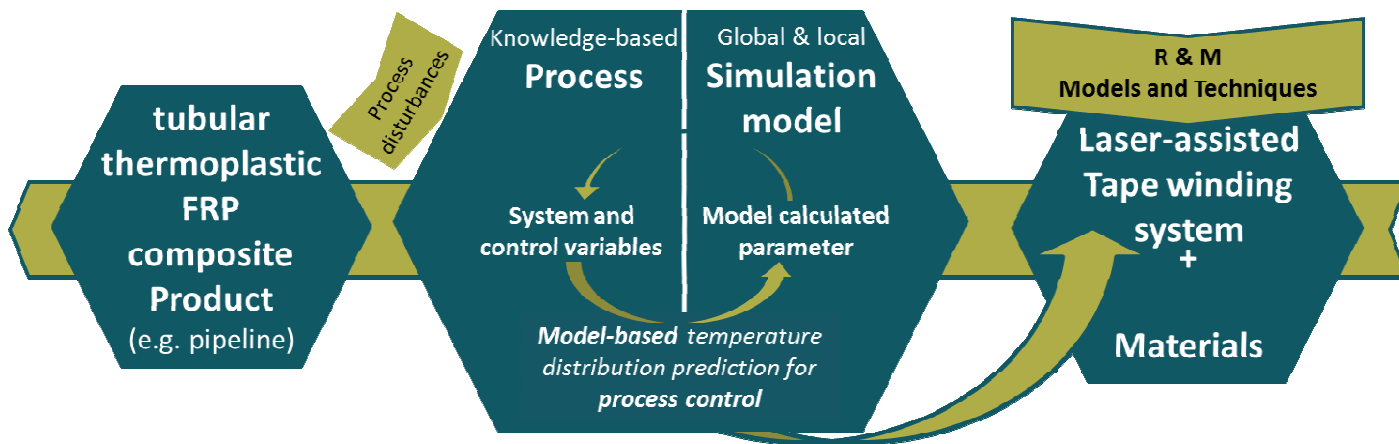 tubular
thermoplastic
FRP
composite
Product
(e.g. pipeline)
Process
disturbances
Knowledge-based
Process
Global & local
Simulation
model
System and
control variables
Model calculated
parameter
Model-based temperature
distribution prediction for
process control
R & M
Models and Techniques
Laser-assisted
Tape winding
system
+
Materials